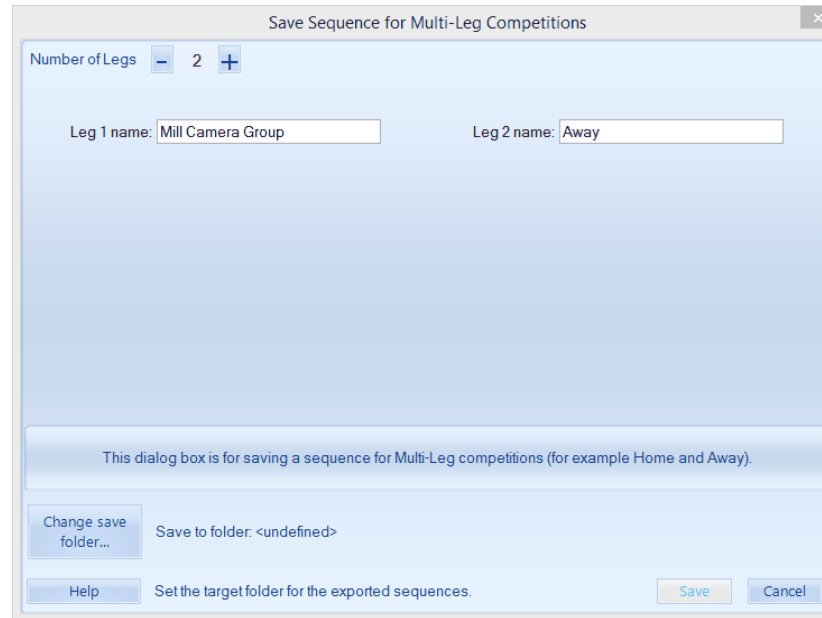 Save Sequence for Multi-Leg Competitions
Number of Legs - 2 +
Leg 1 name: Mill Camera Group Leg 2 name: Away
This dialog box is for saving a sequence for Multi-Leg competitions (for example Home and Away).
Change save
folder...
Save to folder: <undefined>
Help Set the target folder for the exported sequences. Save Cancel